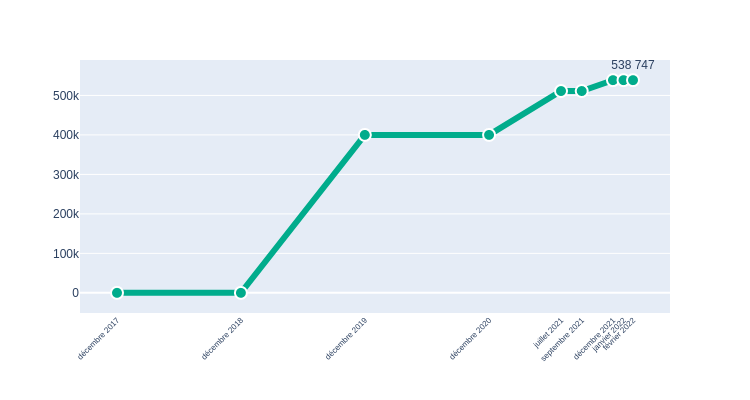 538 747
500k
400k
300k
200k
100k
0
décembre 2017
décembre 2018
décembre 2019
décembre 2020
juillet 2021
septembre 2021
décembre 2021
janvier 2022
février 2022